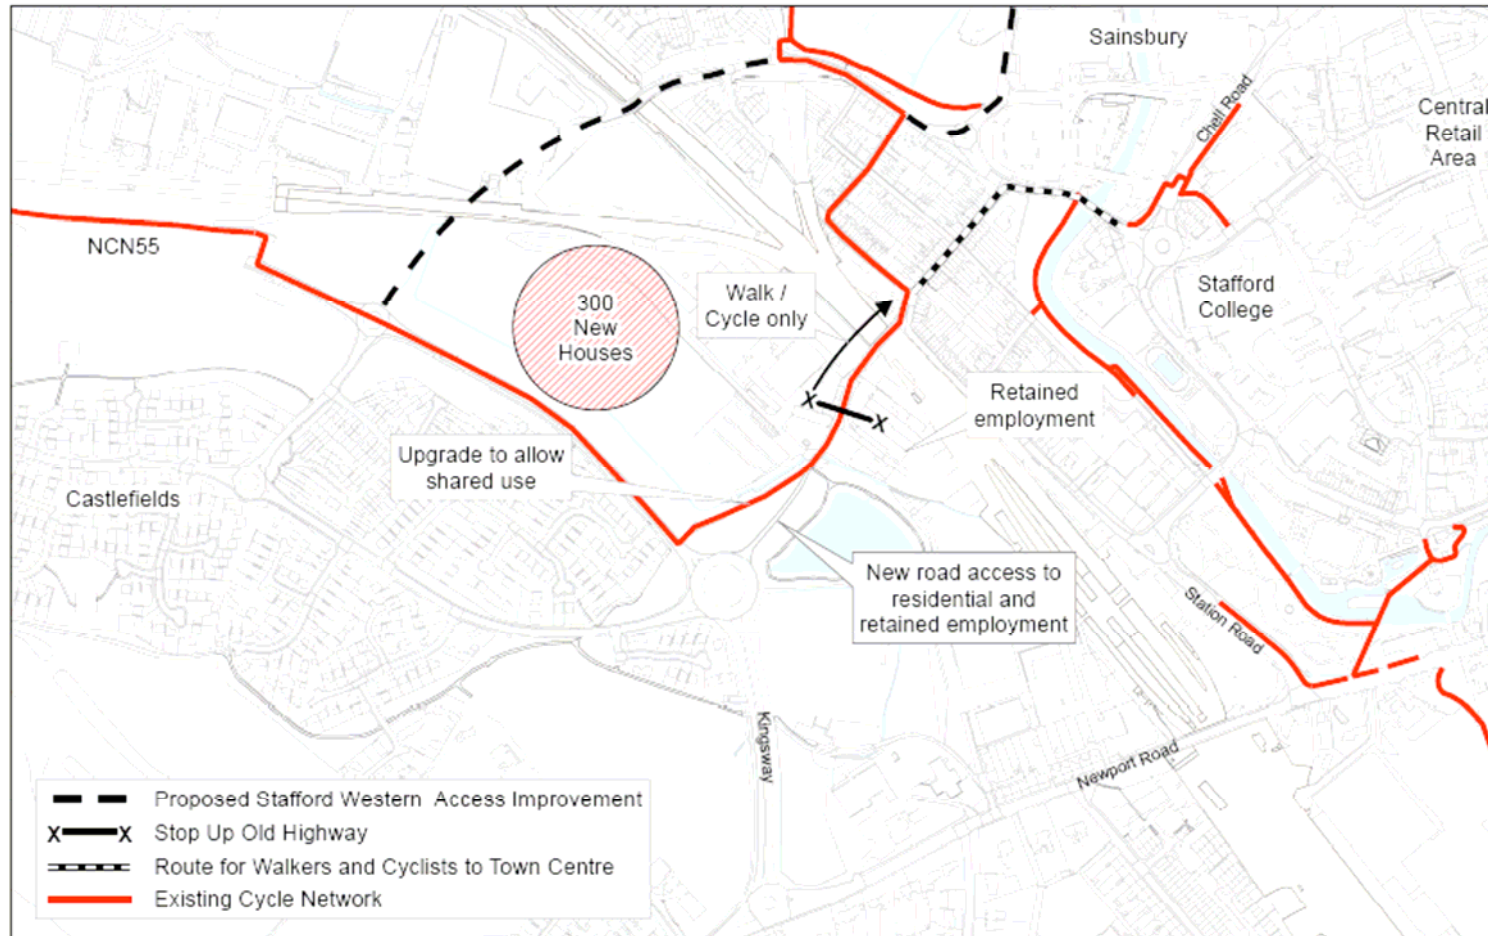 Sainsbury
Chell Road
Central
Retail
Area
NCN55
300
New
Houses
Walk /
Cycle only
Stafford
College
Retained
employment
Upgrade to allow
shared use
Castlefields
New road access to
residential and
retained employment
Station Road
Kingsway
Newport Road
Proposed Stafford Western Access Improvement
X X Stop Up Old Highway
Route for Walkers and Cyclists to Town Centre
Existing Cycle Network
X
X